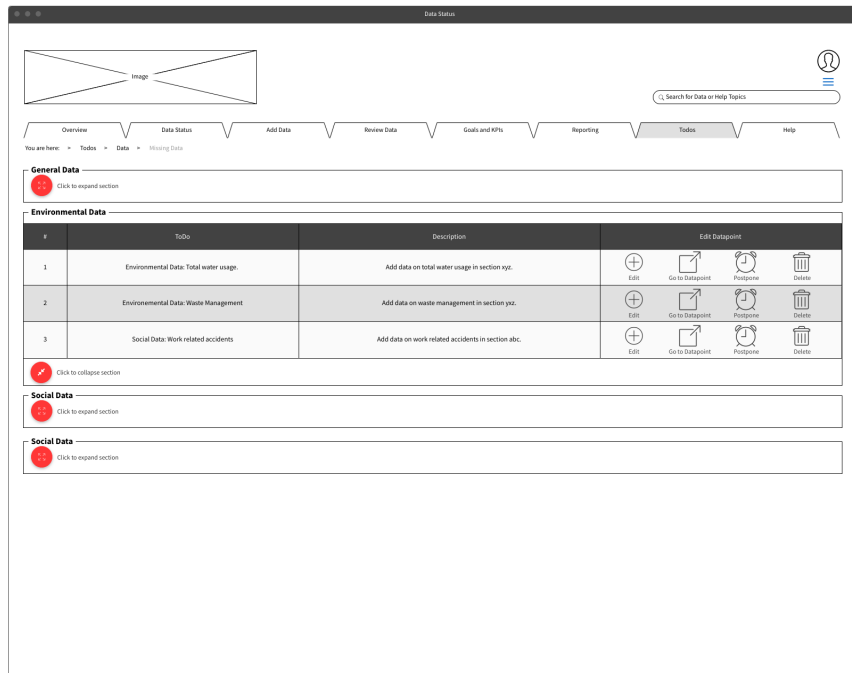 Data Status
Image
Search for Data or Help Topics
Overview Data Status Add Data Review Data Goals and KPIs Reporting Todos Help
You are here: > Todos > Data > Missing Data
General Data
Click to expand section
Environmental Data
# ToDo Description Edit Datapoint
1 Environmental Data: Total water usage. Add data on total water usage in section xyz. Edit Go to Datapoint Postpone Delete
2 Environemental Data: Waste Management Add data on waste management in section yxz. Edit Go to Datapoint Postpone Delete
3 Social Data: Work related accidents Add data on work related accidents in section abc. Edit Go to Datapoint Postpone Delete
Click to collapse section
Social Data
Click to expand section
Social Data
Click to expand section